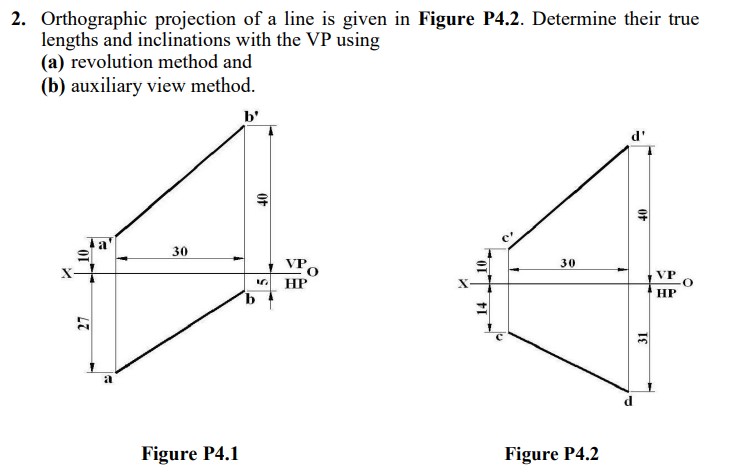 2. Orthographic projection of a line is given in Figure P4.2. Determine their true
lengths and inclinations with the VP using
(a) revolution method and
(b) auxiliary view method.
b'
40
a'
10
30
X
VP
O
HP
5
b
27
a
Figure P4.1
d'
40
c'
10
30
X
VP
O
HP
14
c
31
d
Figure P4.2